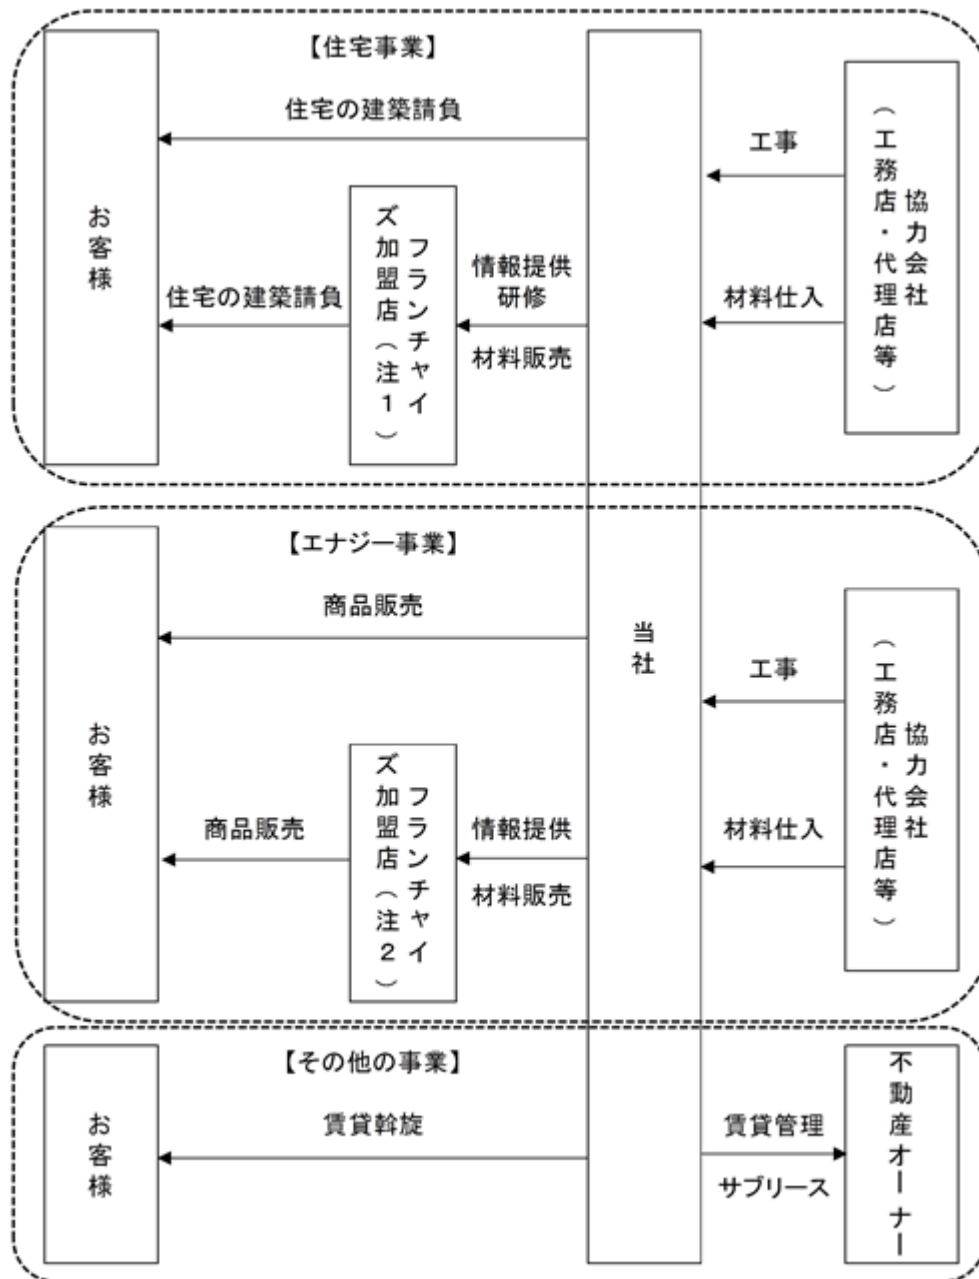 【住宅事業】
住宅の建築請負
お客様
フランチャイ
ズ加盟店(注1)
住宅の建築請負
情報提供
研修
材料販売
工事
材料仕入
協力会社
(工務店・代理店等)
【エナジー事業】
商品販売
お客様
フランチャイ
ズ加盟店(注2)
商品販売
情報提供
材料販売
当社
工事
材料仕入
協力会社
(工務店・代理店等)
【その他の事業】
賃貸斡旋
お客様
賃貸管理
サブリース
不動産オーナー